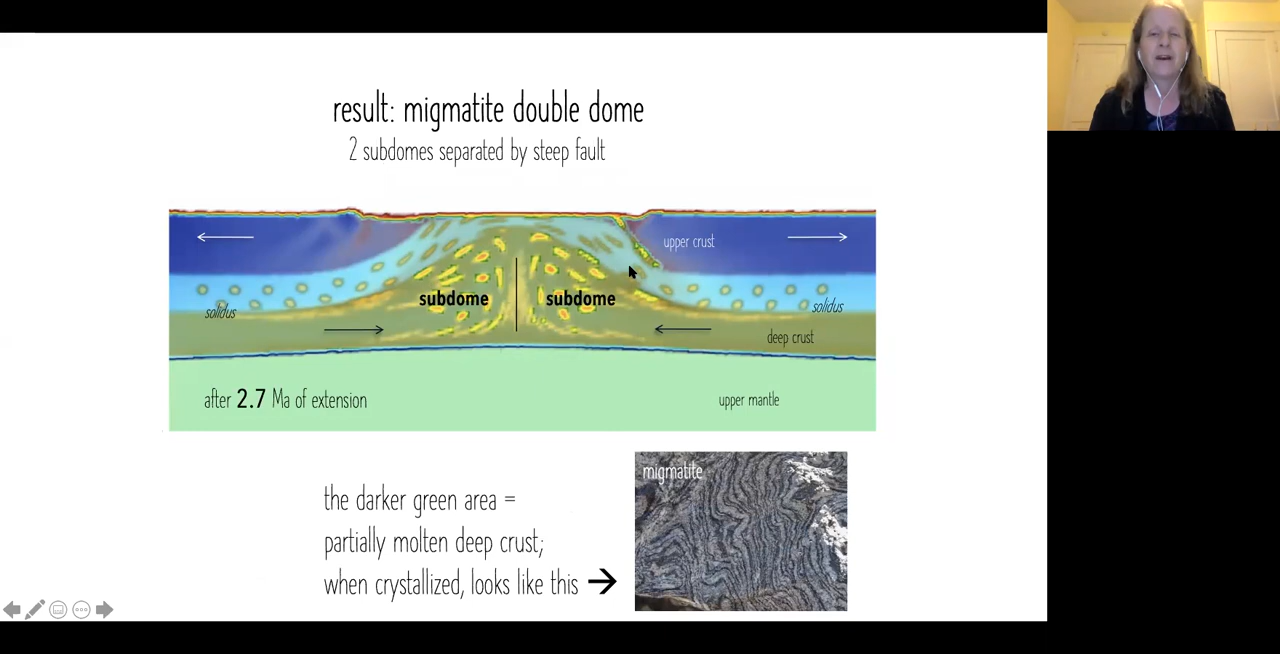 result: migmatite double dome
2 subdomes separated by steep fault
upper crust
subdome
subdome
solidus
solidus
deep crust
after 2.7 Ma of extension
upper mantle
the darker green area =
partially molten deep crust;
when crystallized, looks like this →
migmatite